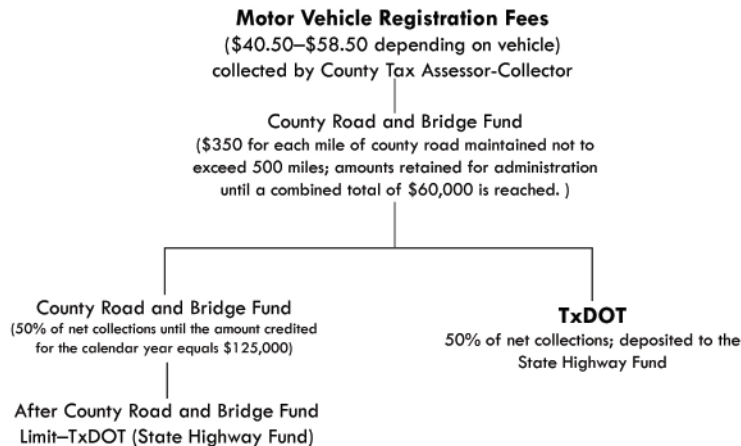 Motor Vehicle Registration Fees
($40.50–$58.50 depending on vehicle)
collected by County Tax Assessor-Collector
County Road and Bridge Fund
($350 for each mile of county road maintained not to
exceed 500 miles; amounts retained for administration
until a combined total of $60,000 is reached. )
County Road and Bridge Fund
(50% of net collections until the amount credited
for the calendar year equals $125,000)
After County Road and Bridge Fund
Limit–TxDOT (State Highway Fund)
TxDOT
50% of net collections; deposited to the
State Highway Fund